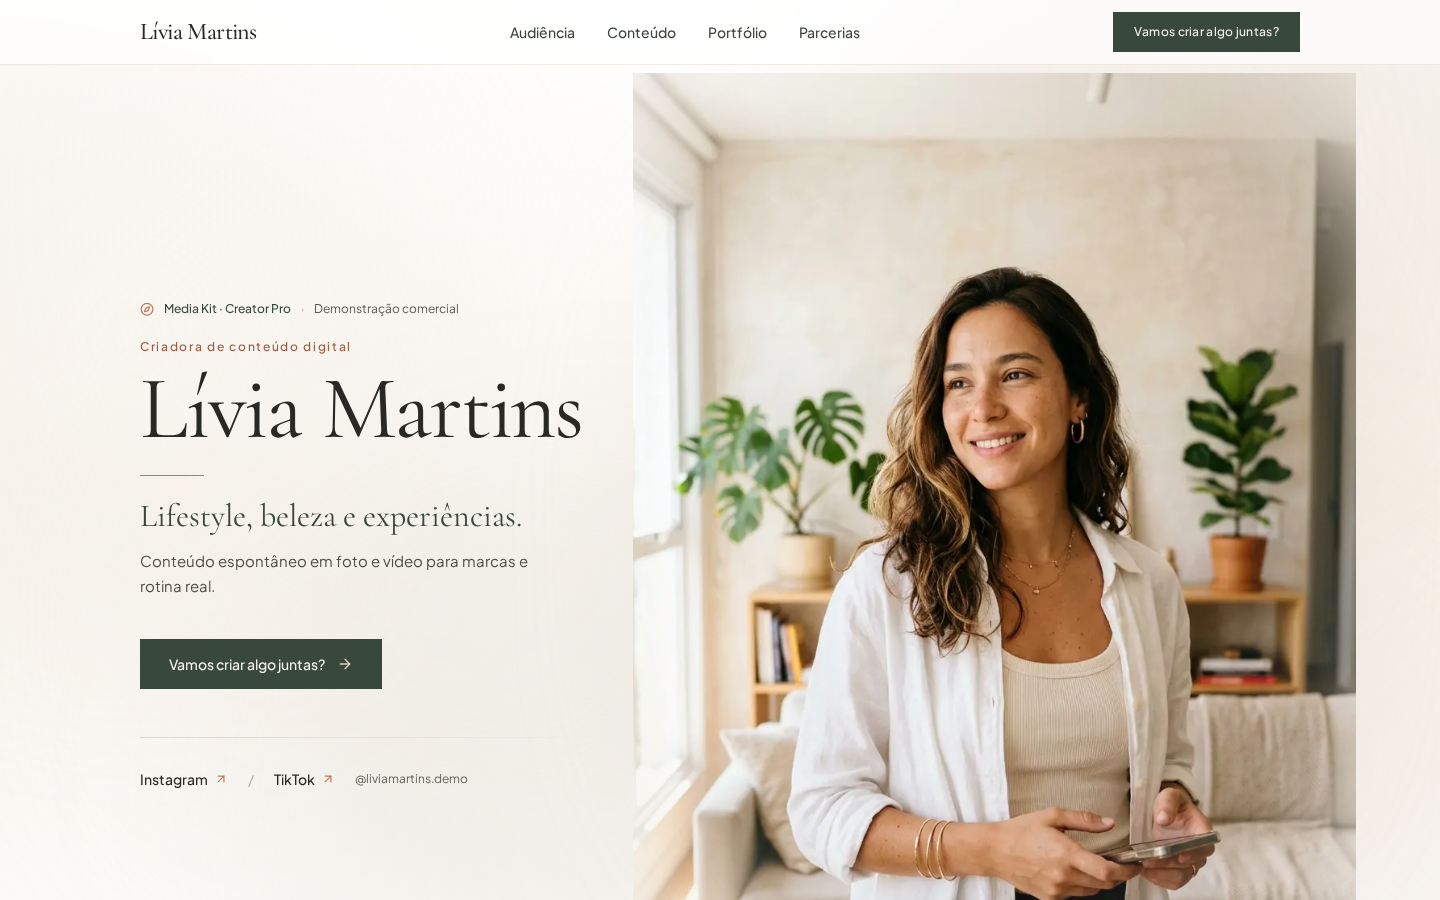 Lívia Martins
Audiência
Conteúdo
Portfólio
Parcerias
Vamos criar algo juntas?
Media Kit · Creator Pro · Demonstração comercial
Criadora de conteúdo digital
Lívia Martins
Lifestyle, beleza e experiências.
Conteúdo espontâneo em foto e vídeo para marcas e
rotina real.
Vamos criar algo juntas? →
Instagram ↗ / TikTok ↗ @liviamartins.demo